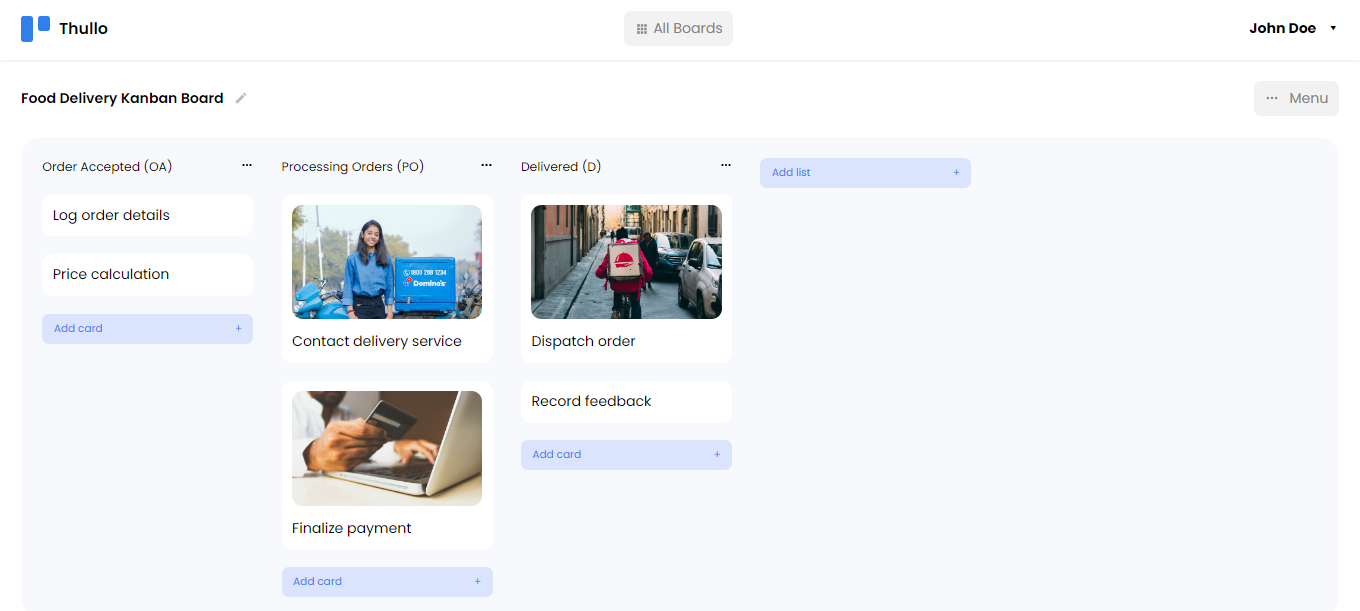 Thullo
All Boards
John Doe
Food Delivery Kanban Board
Menu
Order Accepted (OA)
Log order details
Price calculation
Add card +
Processing Orders (PO)
1800 208 1234
Domino's
Contact delivery service
Finalize payment
Add card +
Delivered (D)
Dispatch order
Record feedback
Add card +
Add list +